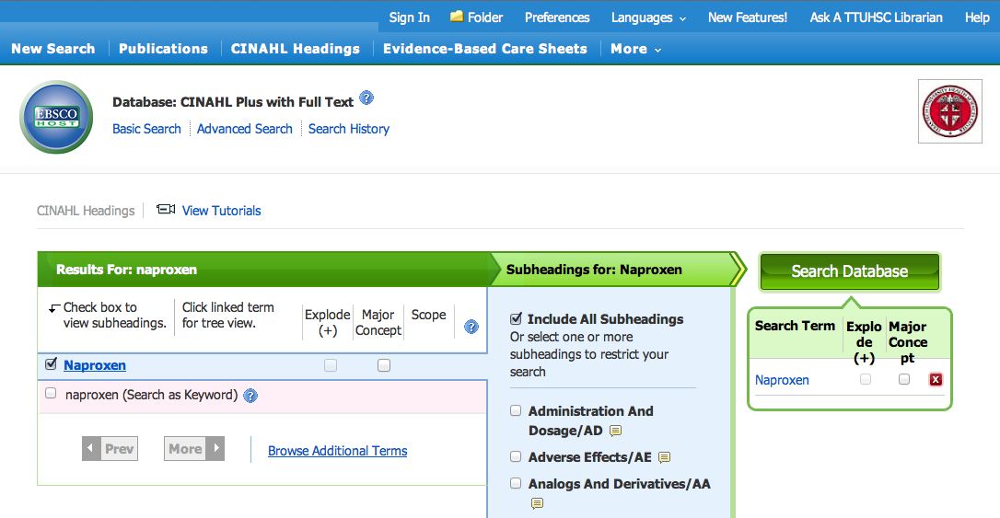 Sign In Folder Preferences Languages New Features! Ask A TTUHSC Librarian Help
New Search Publications CINAHL Headings Evidence-Based Care Sheets More
EBSCO
HOST
Database: CINAHL Plus with Full Text ?
Basic Search Advanced Search Search History
CINAHL Headings View Tutorials
Results For: naproxen
Check box to
view subheadings.
Click linked term
for tree view.
Explode
(+)
Major
Concept
Scope
?
Naproxen
naproxen (Search as Keyword) ?
Prev More Browse Additional Terms
Subheadings for: Naproxen
Include All Subheadings
Or select one or more
subheadings to restrict your
search
Administration And
Dosage/AD
Adverse Effects/AE
Analogs And Derivatives/AA
Search Database
Search Term
Explo
de
(+)
Major
Conce
pt
Naproxen x